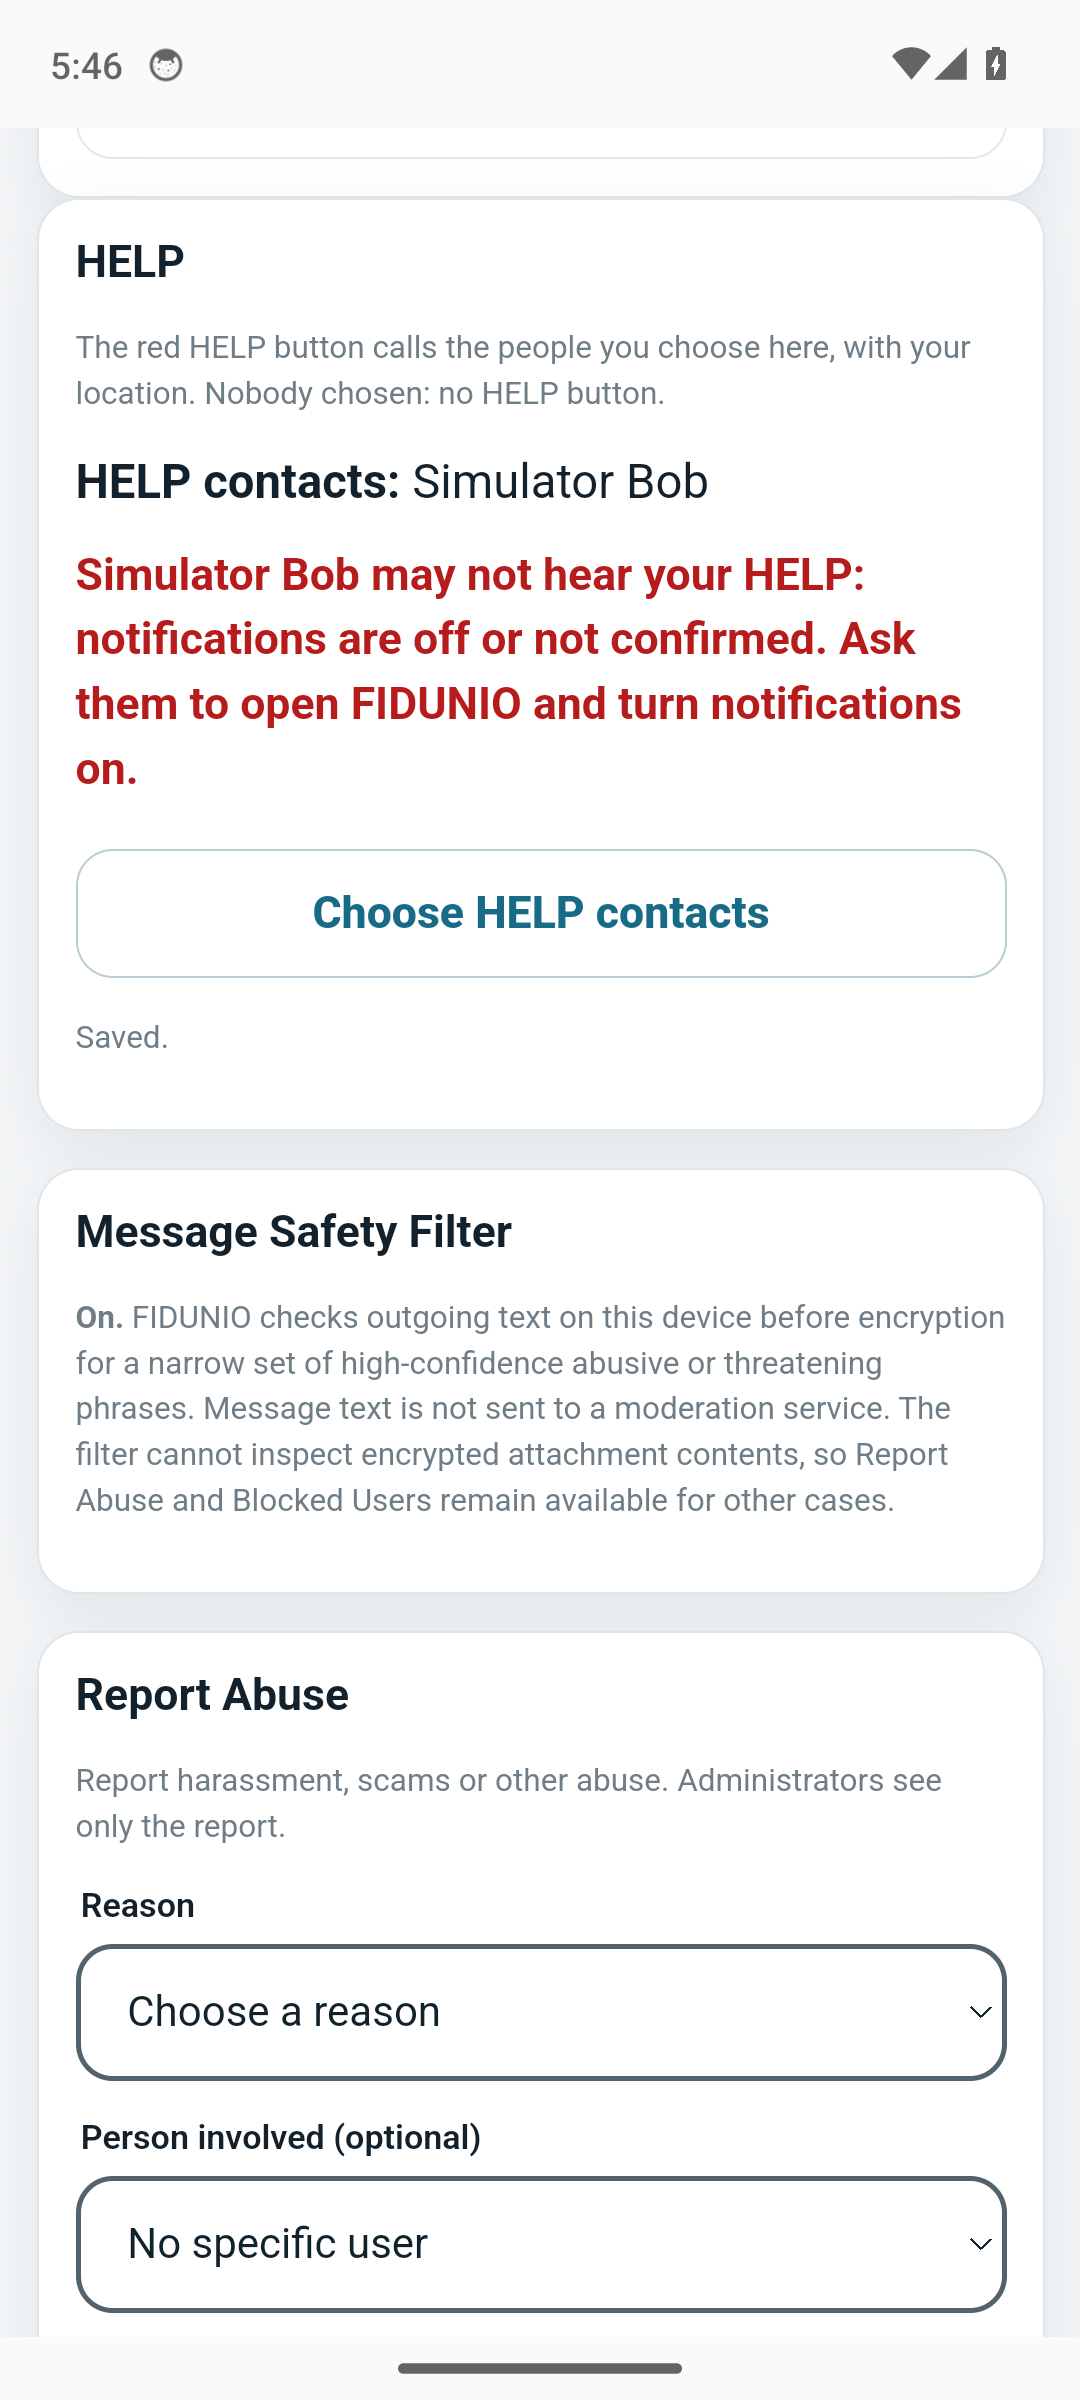 5:46
HELP
The red HELP button calls the people you choose here, with your
location. Nobody chosen: no HELP button.
HELP contacts: Simulator Bob
Simulator Bob may not hear your HELP:
notifications are off or not confirmed. Ask
them to open FIDUNIO and turn notifications
on.
Choose HELP contacts
Saved.
Message Safety Filter
On. FIDUNIO checks outgoing text on this device before encryption
for a narrow set of high-confidence abusive or threatening
phrases. Message text is not sent to a moderation service. The
filter cannot inspect encrypted attachment contents, so Report
Abuse and Blocked Users remain available for other cases.
Report Abuse
Report harassment, scams or other abuse. Administrators see
only the report.
Reason
Choose a reason
Person involved (optional)
No specific user